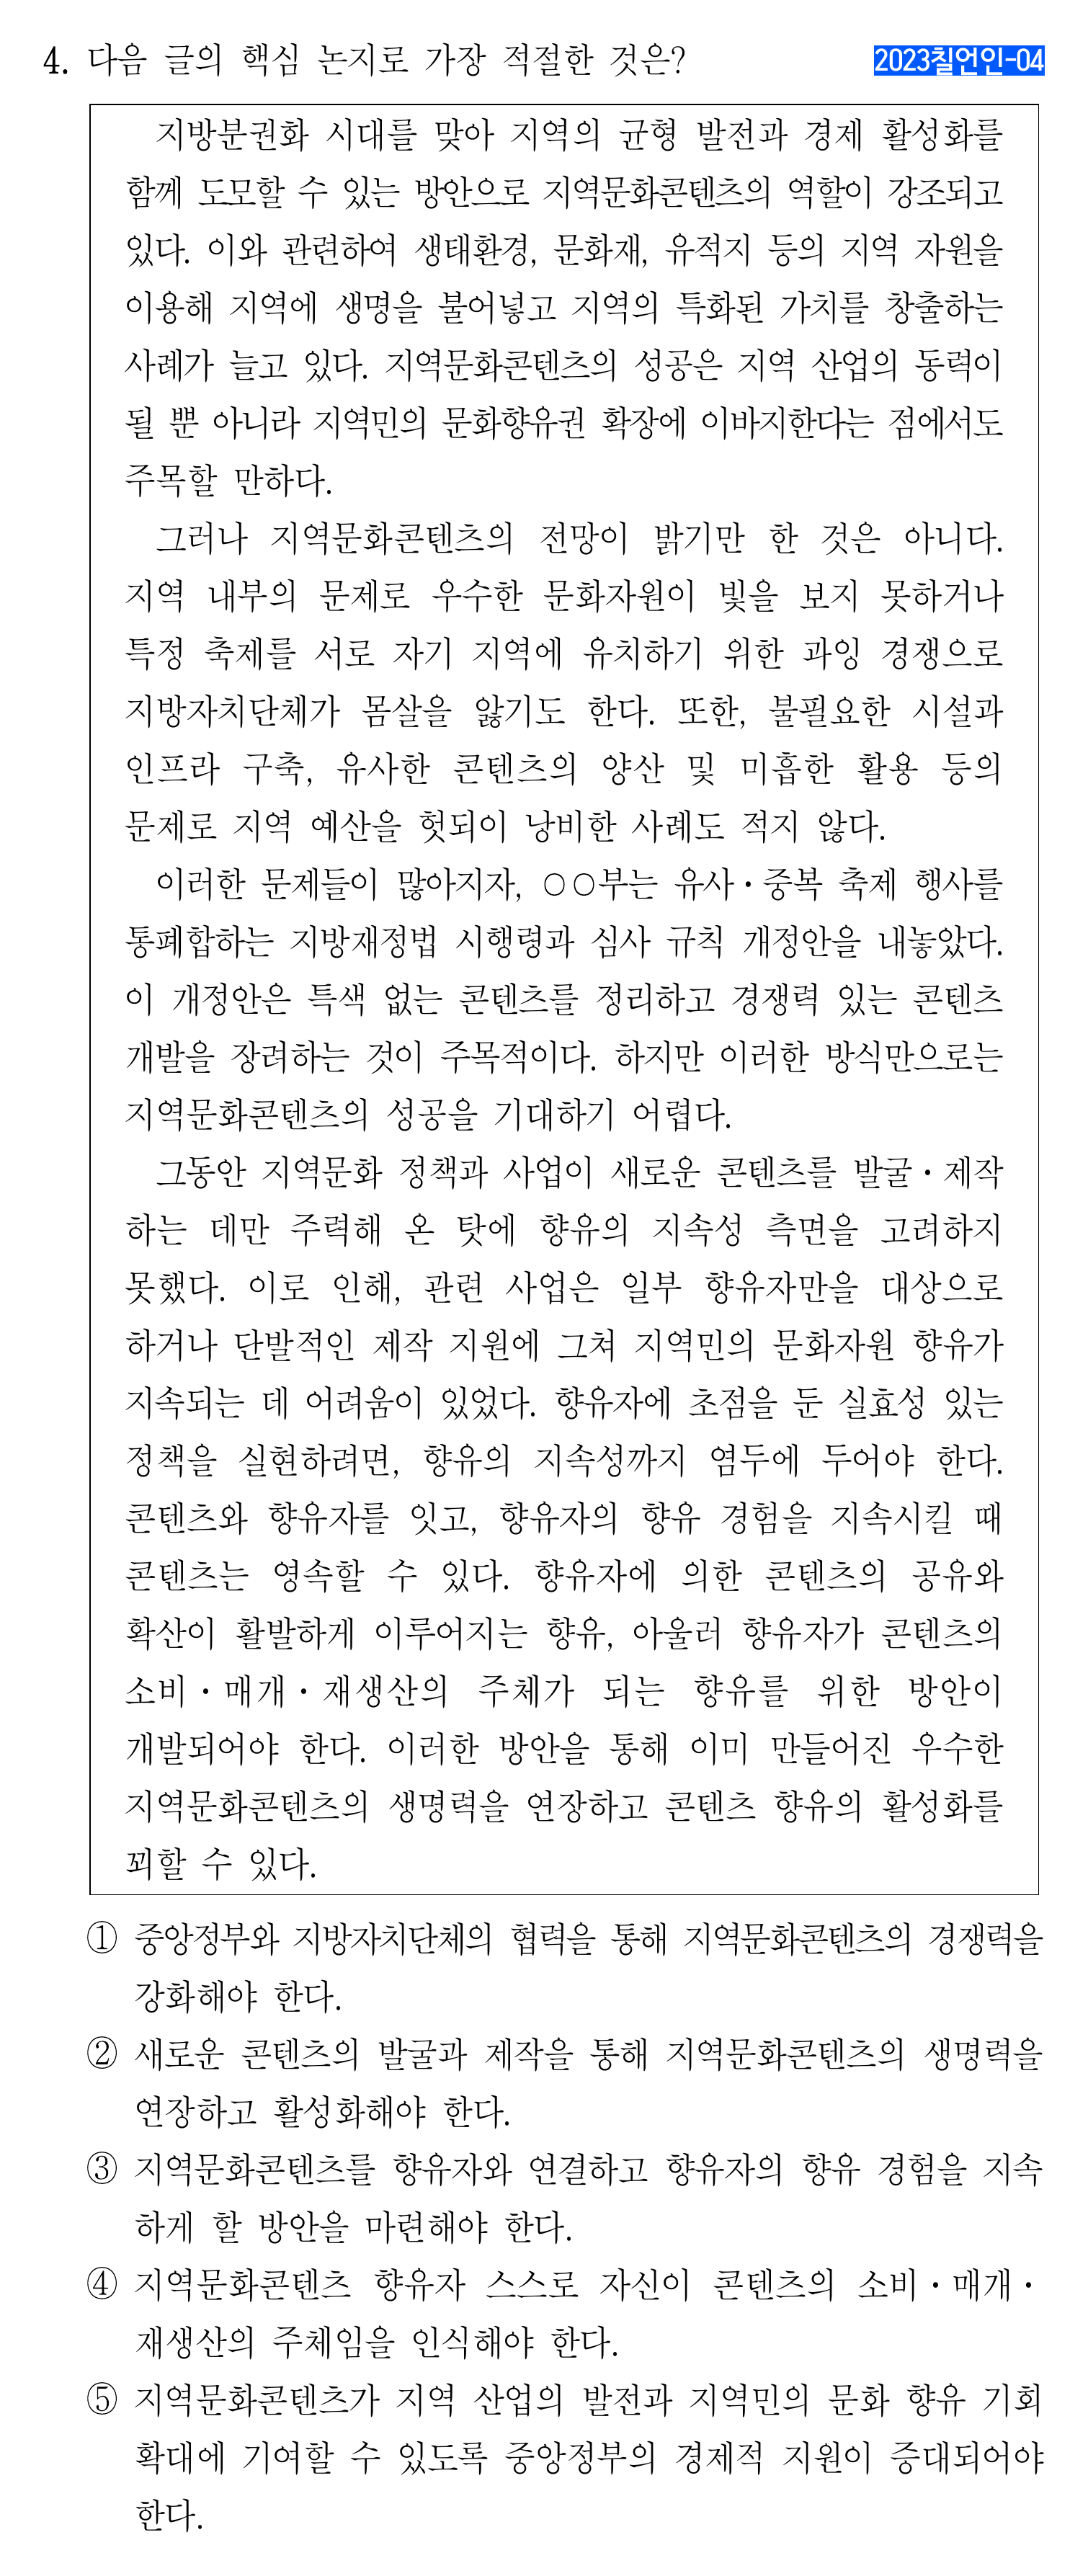 4. 다음 글의 핵심 논지로 가장 적절한 것은?
2023칠언인-04
지방분권화 시대를 맞아 지역의 균형 발전과 경제 활성화를
함께 도모할 수 있는 방안으로 지역문화콘텐츠의 역할이 강조되고
있다. 이와 관련하여 생태환경, 문화재, 유적지 등의 지역 자원을
이용해 지역에 생명을 불어넣고 지역의 특화된 가치를 창출하는
사례가 늘고 있다. 지역문화콘텐츠의 성공은 지역 산업의 동력이
될 뿐 아니라 지역민의 문화향유권 확장에 이바지한다는 점에서도
주목할 만하다.
그러나 지역문화콘텐츠의 전망이 밝기만 한 것은 아니다.
지역 내부의 문제로 우수한 문화자원이 빛을 보지 못하거나
특정 축제를 서로 자기 지역에 유치하기 위한 과잉 경쟁으로
지방자치단체가 몸살을 앓기도 한다. 또한, 불필요한 시설과
인프라 구축, 유사한 콘텐츠의 양산 및 미흡한 활용 등의
문제로 지역 예산을 헛되이 낭비한 사례도 적지 않다.
이러한 문제들이 많아지자, ○○부는 유사·중복 축제 행사를
통폐합하는 지방재정법 시행령과 심사 규칙 개정안을 내놓았다.
이 개정안은 특색 없는 콘텐츠를 정리하고 경쟁력 있는 콘텐츠
개발을 장려하는 것이 주목적이다. 하지만 이러한 방식만으로는
지역문화콘텐츠의 성공을 기대하기 어렵다.
그동안 지역문화 정책과 사업이 새로운 콘텐츠를 발굴·제작
하는 데만 주력해 온 탓에 향유의 지속성 측면을 고려하지
못했다. 이로 인해, 관련 사업은 일부 향유자만을 대상으로
하거나 단발적인 제작 지원에 그쳐 지역민의 문화자원 향유가
지속되는 데 어려움이 있었다. 향유자에 초점을 둔 실효성 있는
정책을 실현하려면, 향유의 지속성까지 염두에 두어야 한다.
콘텐츠와 향유자를 잇고, 향유자의 향유 경험을 지속시킬 때
콘텐츠는 영속할 수 있다. 향유자에 의한 콘텐츠의 공유와
확산이 활발하게 이루어지는 향유, 아울러 향유자가 콘텐츠의
소비·매개·재생산의 주체가 되는 향유를 위한 방안이
개발되어야 한다. 이러한 방안을 통해 이미 만들어진 우수한
지역문화콘텐츠의 생명력을 연장하고 콘텐츠 향유의 활성화를
꾀할 수 있다.
① 중앙정부와 지방자치단체의 협력을 통해 지역문화콘텐츠의 경쟁력을
강화해야 한다.
② 새로운 콘텐츠의 발굴과 제작을 통해 지역문화콘텐츠의 생명력을
연장하고 활성화해야 한다.
③ 지역문화콘텐츠를 향유자와 연결하고 향유자의 향유 경험을 지속
하게 할 방안을 마련해야 한다.
④ 지역문화콘텐츠 향유자 스스로 자신이 콘텐츠의 소비·매개·
재생산의 주체임을 인식해야 한다.
⑤ 지역문화콘텐츠가 지역 산업의 발전과 지역민의 문화 향유 기회
확대에 기여할 수 있도록 중앙정부의 경제적 지원이 증대되어야
한다.